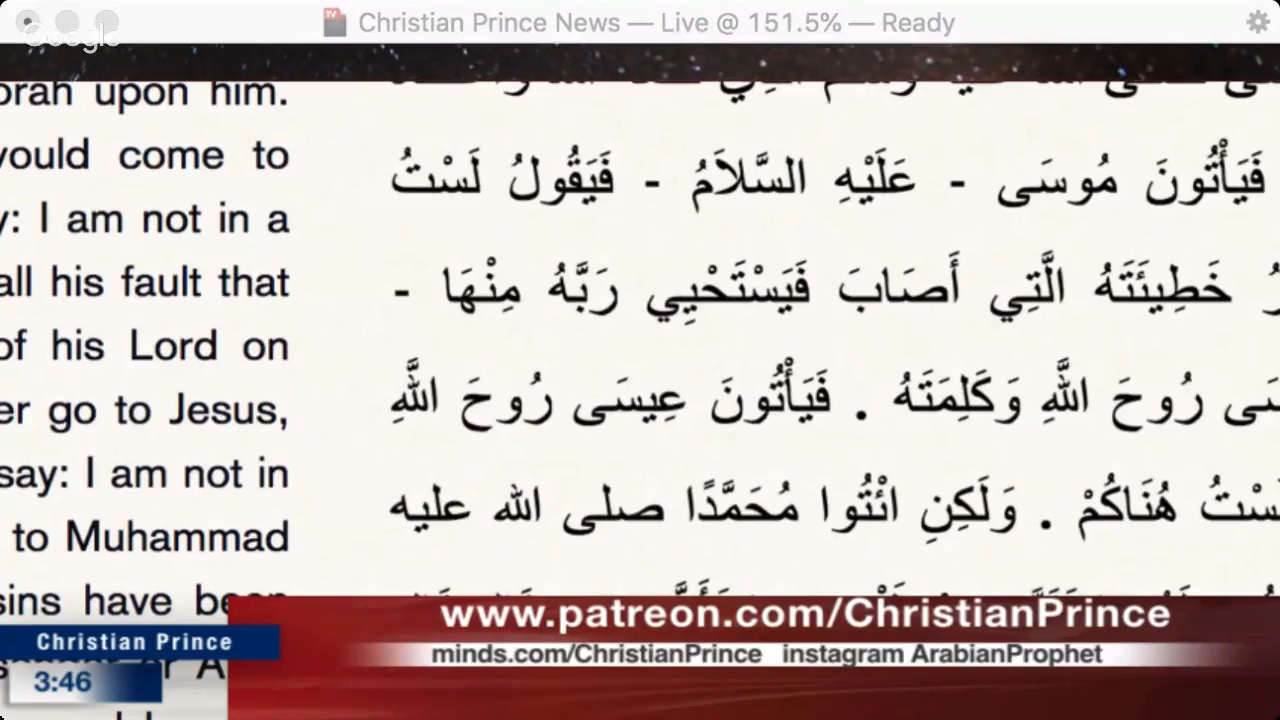 Christian Prince News — Live @ 151.5% — Ready
Google
upon him.
would come to
I am not in a
all his fault that
of his Lord on
go to Jesus,
say: I am not in
to Muhammad
sins have been
فَيَأْتُونَ مُوسَى - عَلَيْهِ السَّلاَمُ - فَيَقُولُ لَسْتُ
خَطِيئَتَهُ الَّتِي أَصَابَ فَيَسْتَحْيِي رَبَّهُ مِنْهَا -
رُوحَ اللَّهِ وَكَلِمَتَهُ . فَيَأْتُونَ عِيسَى رُوحَ اللَّهِ
هُنَاكُمْ . وَلَكِنِ ائْتُوا مُحَمَّدًا صلى الله عليه
www.patreon.com/ChristianPrince
minds.com/ChristianPrince instagram ArabianProphet
Christian Prince
3:46